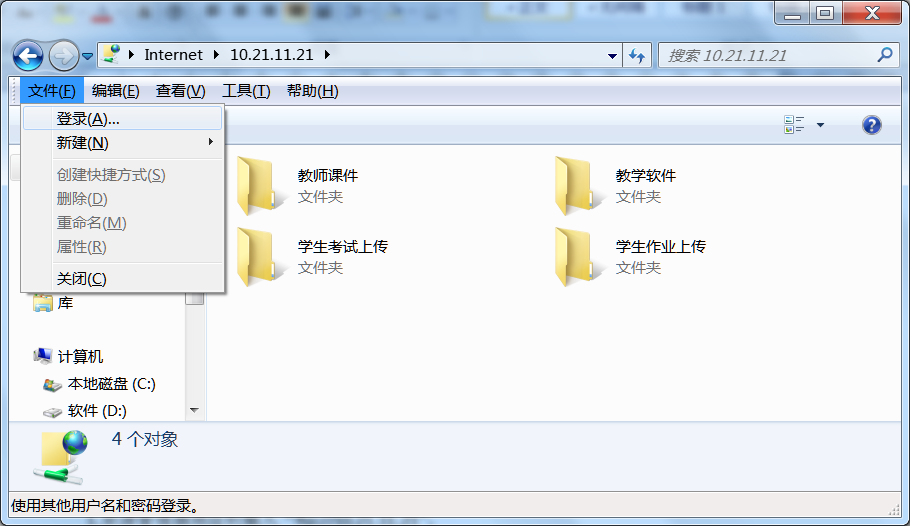 Internet ▸ 10.21.11.21 ▸
搜索 10.21.11.21
文件(F) 编辑(E) 查看(V) 工具(T) 帮助(H)
登录(A)...
新建(N)
创建快捷方式(S)
删除(D)
重命名(M)
属性(R)
关闭(C)
教师课件
文件夹
教学软件
文件夹
学生考试上传
文件夹
学生作业上传
文件夹
库
计算机
本地磁盘 (C:)
软件 (D:)
4 个对象
使用其他用户名和密码登录。